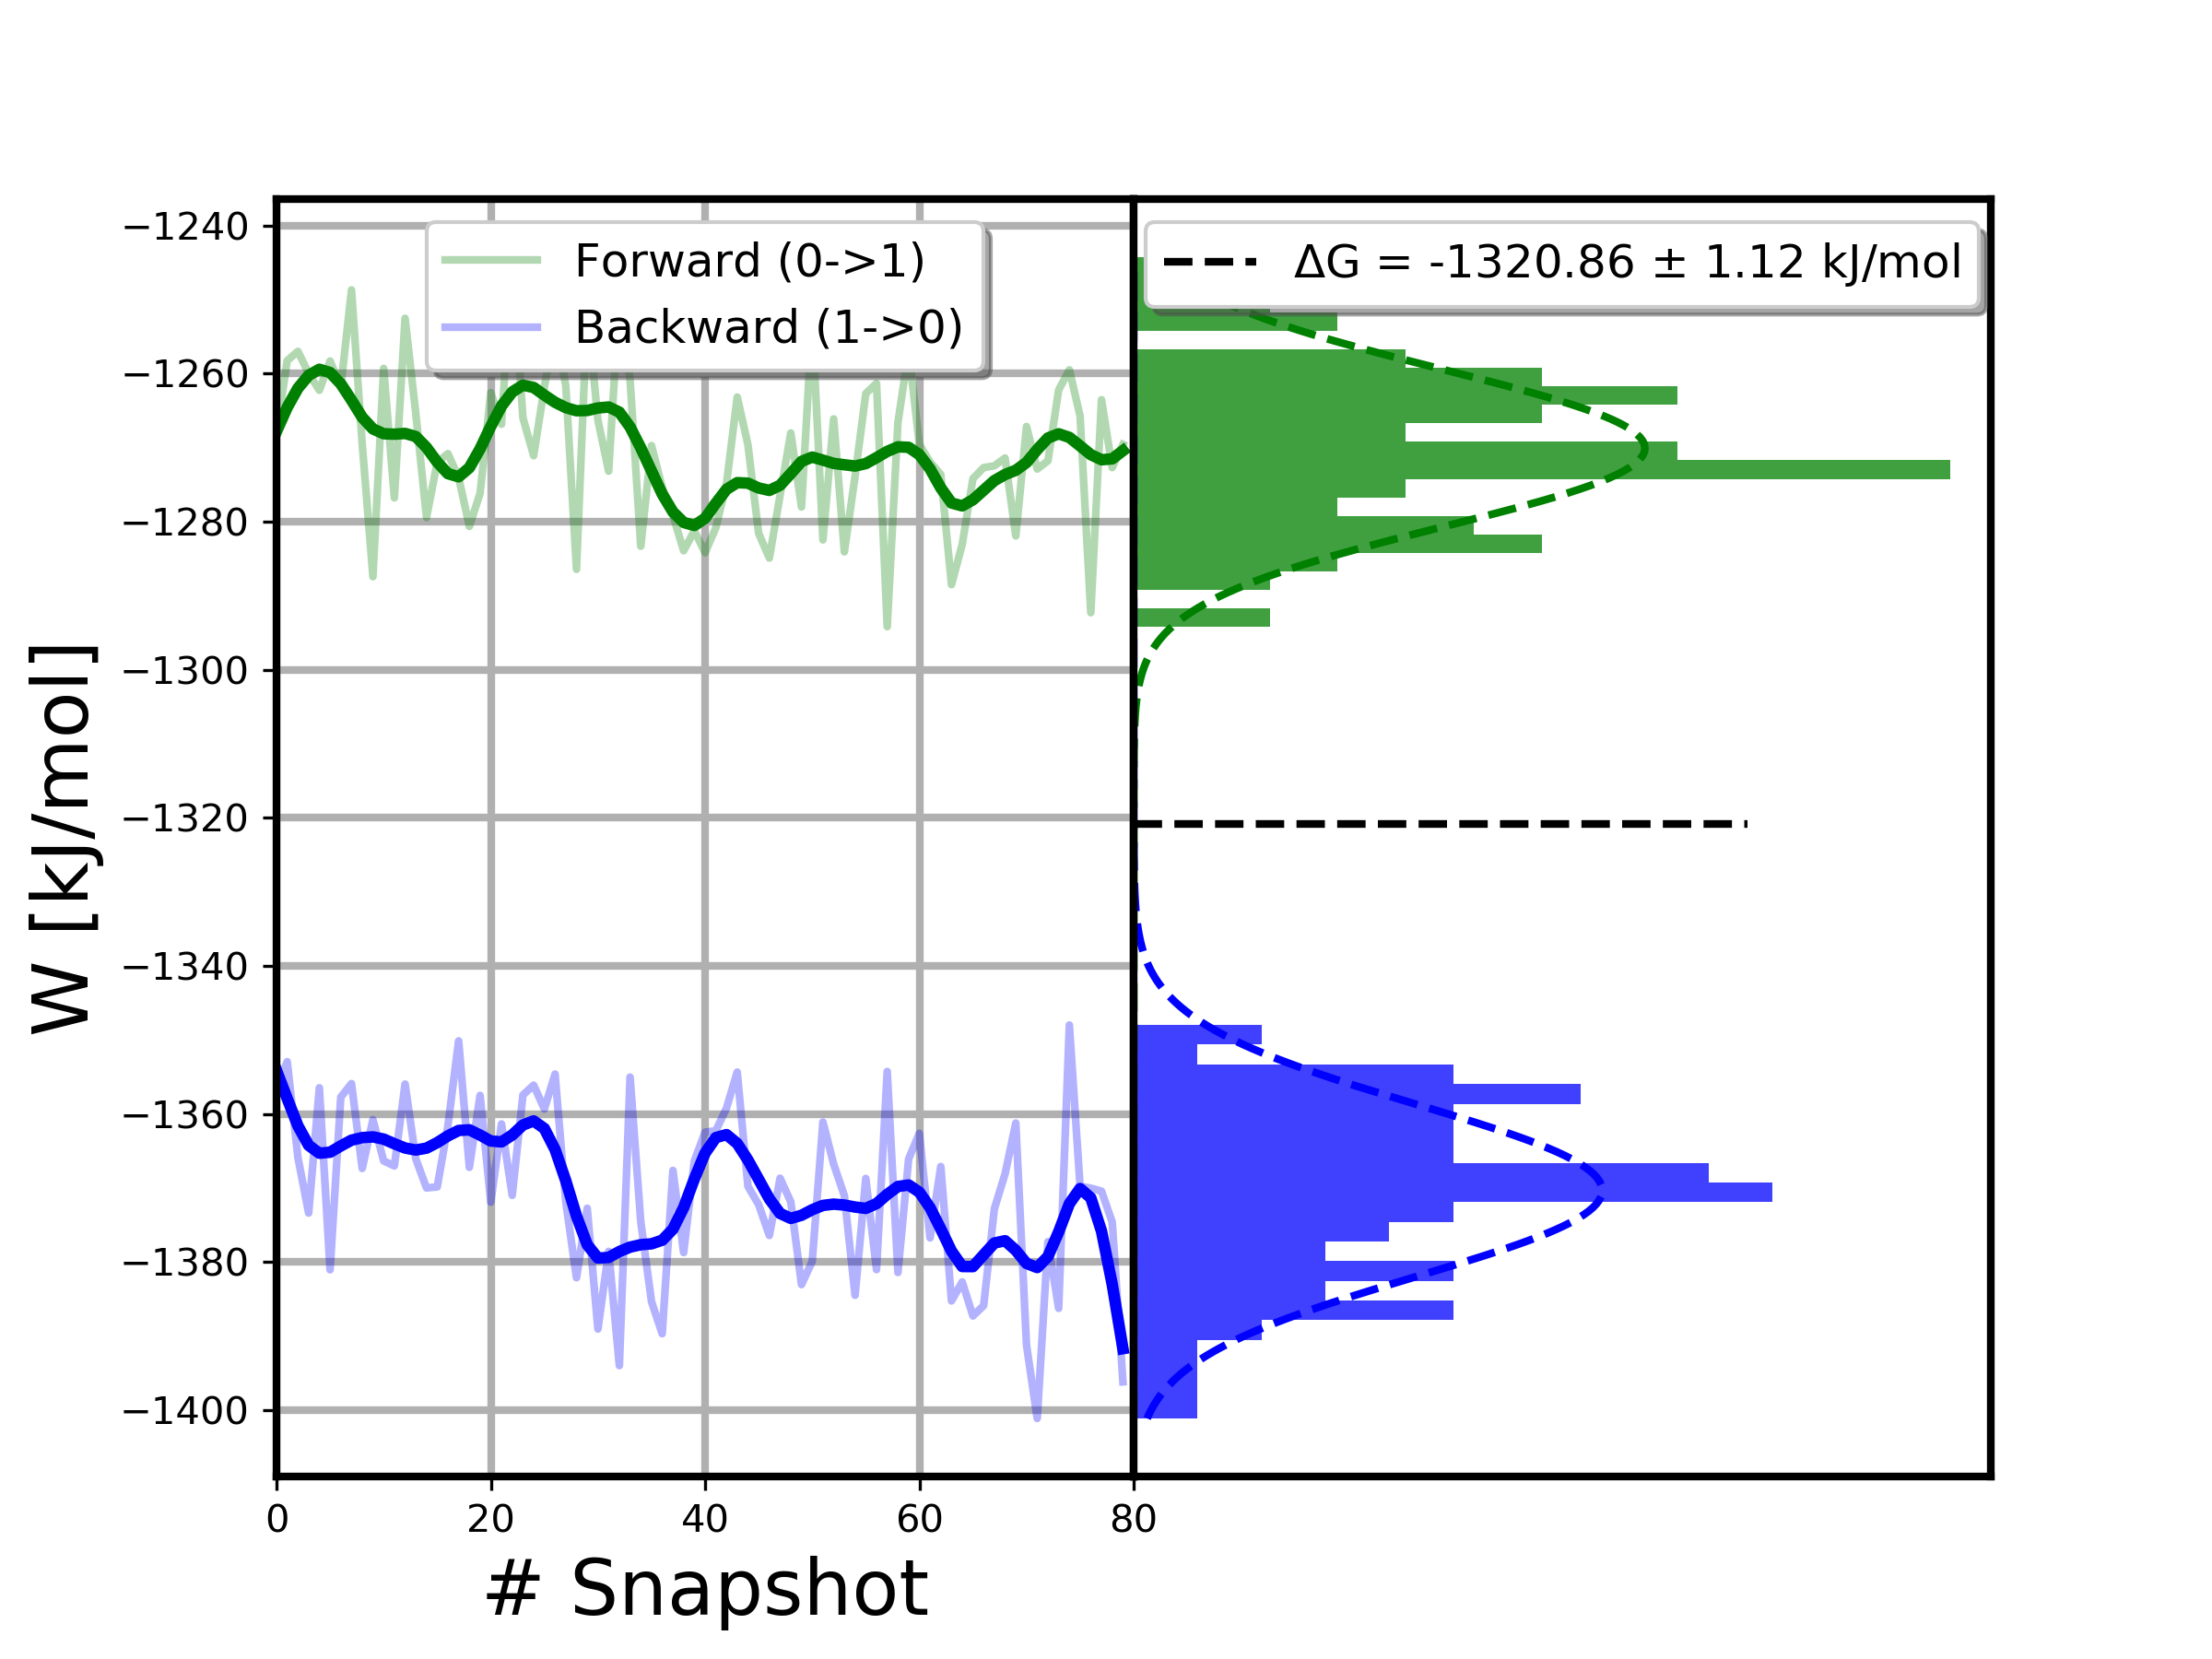 Forward (0->1)
Backward (1->0)
ΔG = -1320.86 ± 1.12 kJ/mol
W [kJ/mol]
−1240
−1260
−1280
−1300
−1320
−1340
−1360
−1380
−1400
0 20 40 60 80
# Snapshot